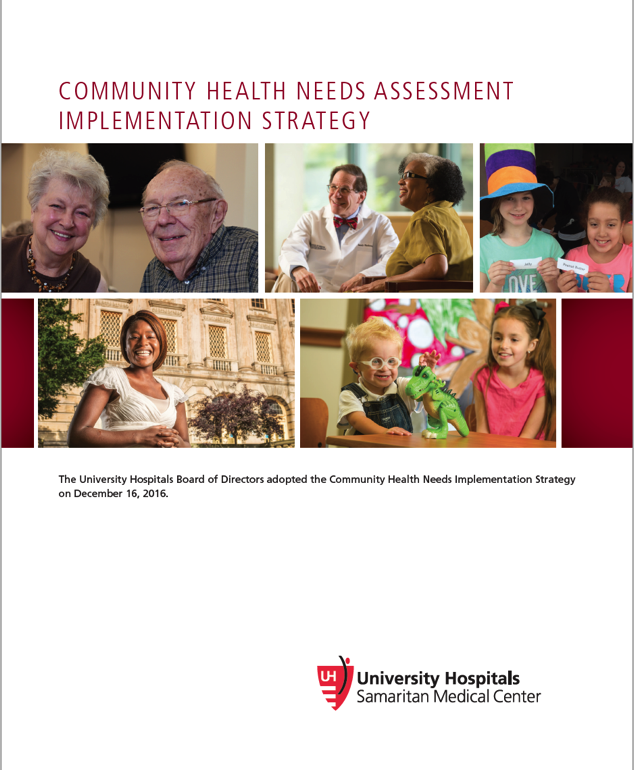 COMMUNITY HEALTH NEEDS ASSESSMENT
IMPLEMENTATION STRATEGY
OVE
The University Hospitals Board of Directors adopted the Community Health Needs Implementation Strategy
on December 16, 2016.
UH
University Hospitals
Samaritan Medical Center